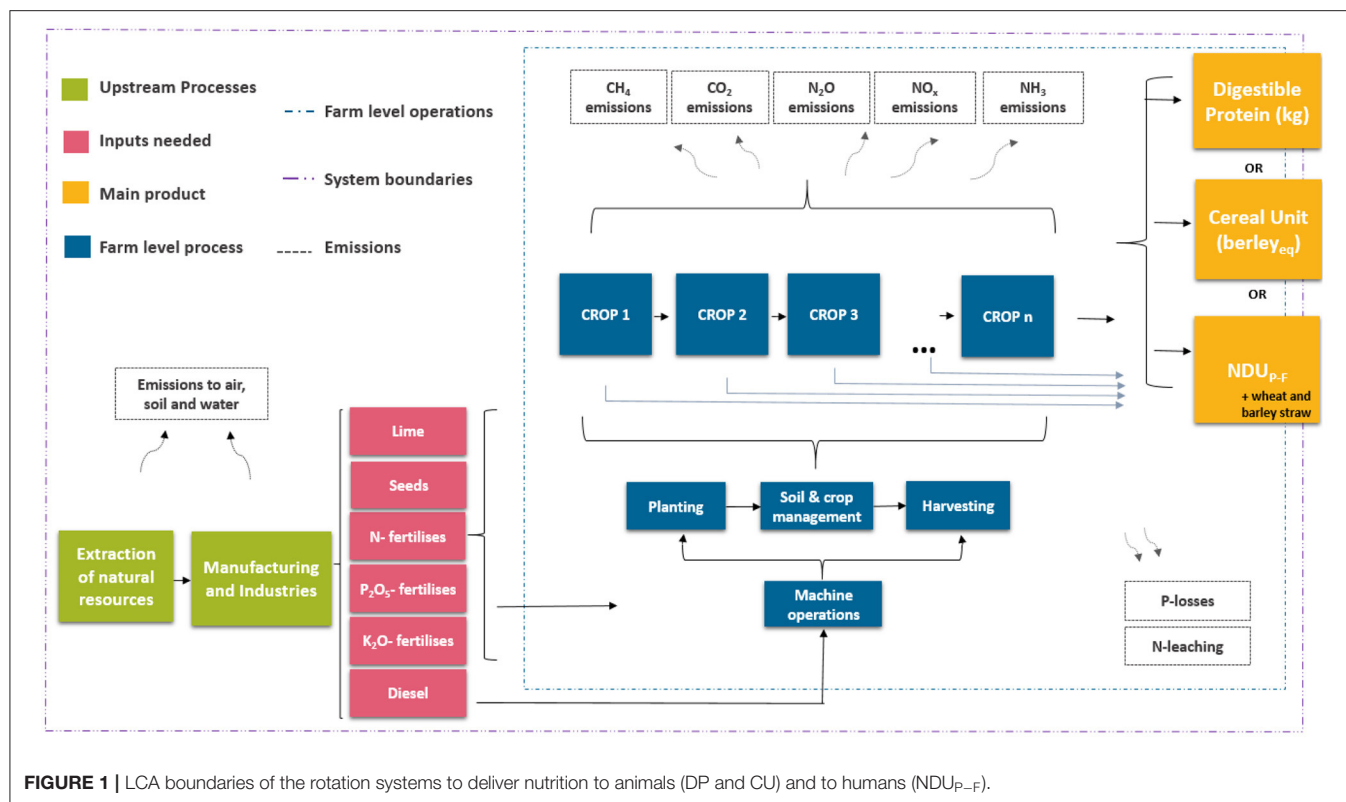 Upstream Processes
Inputs needed
Main product
Farm level process
Farm level operations
System boundaries
Emissions
CH₄
emissions
CO₂
emissions
N₂O
emissions
NOₓ
emissions
NH₃
emissions
Digestible
Protein (kg)
OR
Cereal Unit
(berley_eq)
OR
NDU_P-F
+ wheat and
barley straw
CROP 1
CROP 2
CROP 3
...
CROP n
Emissions to air,
soil and water
Extraction
of natural
resources
Manufacturing
and Industries
Lime
Seeds
N- fertilises
P₂O₅- fertilises
K₂O- fertilises
Diesel
Planting
Soil & crop
management
Harvesting
Machine
operations
P-losses
N-leaching
FIGURE 1 | LCA boundaries of the rotation systems to deliver nutrition to animals (DP and CU) and to humans (NDU_P–F).